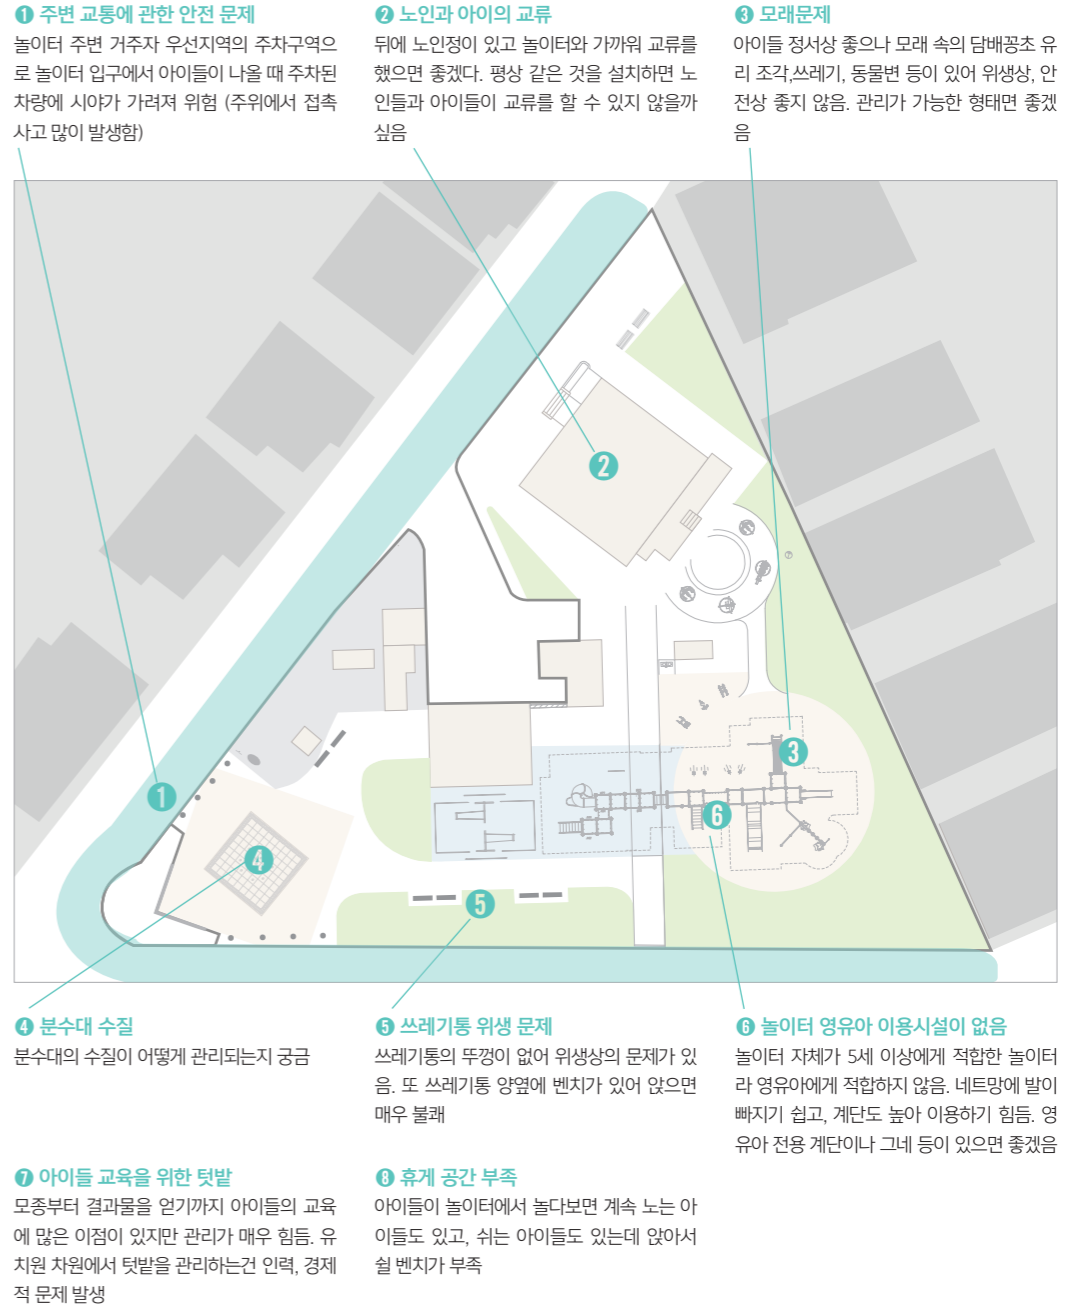 ❶ 주변 교통에 관한 안전 문제
놀이터 주변 거주자 우선지역의 주차구역으
로 놀이터 입구에서 아이들이 나올 때 주차된
차량에 시야가 가려져 위험 (주위에서 접촉
사고 많이 발생함)
❷ 노인과 아이의 교류
뒤에 노인정이 있고 놀이터와 가까워 교류를
했으면 좋겠다. 평상 같은 것을 설치하면 노
인들과 아이들이 교류를 할 수 있지 않을까
싶음
❸ 모래문제
아이들 정서상 좋으나 모래 속의 담배꽁초 유
리 조각,쓰레기, 동물변 등이 있어 위생상, 안
전상 좋지 않음. 관리가 가능한 형태면 좋겠
음
2
3
1
6
4
5
❹ 분수대 수질
분수대의 수질이 어떻게 관리되는지 궁금
❺ 쓰레기통 위생 문제
쓰레기통의 뚜껑이 없어 위생상의 문제가 있
음. 또 쓰레기통 양옆에 벤치가 있어 앉으면
매우 불쾌
❻ 놀이터 영유아 이용시설이 없음
놀이터 자체가 5세 이상에게 적합한 놀이터
라 영유아에게 적합하지 않음. 네트망에 발이
빠지기 쉽고, 계단도 높아 이용하기 힘듬. 영
유아 전용 계단이나 그네 등이 있으면 좋겠음
❼ 아이들 교육을 위한 텃밭
모종부터 결과물을 얻기까지 아이들의 교육
에 많은 이점이 있지만 관리가 매우 힘듬. 유
치원 차원에서 텃밭을 관리하는건 인력, 경제
적 문제 발생
❽ 휴게 공간 부족
아이들이 놀이터에서 놀다보면 계속 노는 아
이들도 있고, 쉬는 아이들도 있는데 앉아서
쉴 벤치가 부족